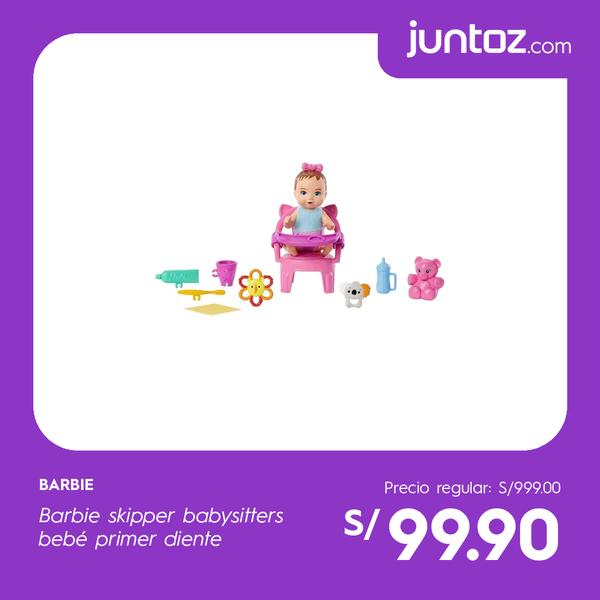 juntoz.com
BARBIE
Barbie skipper babysitters
bebé primer diente
Precio regular: S/999.00
S/99.90